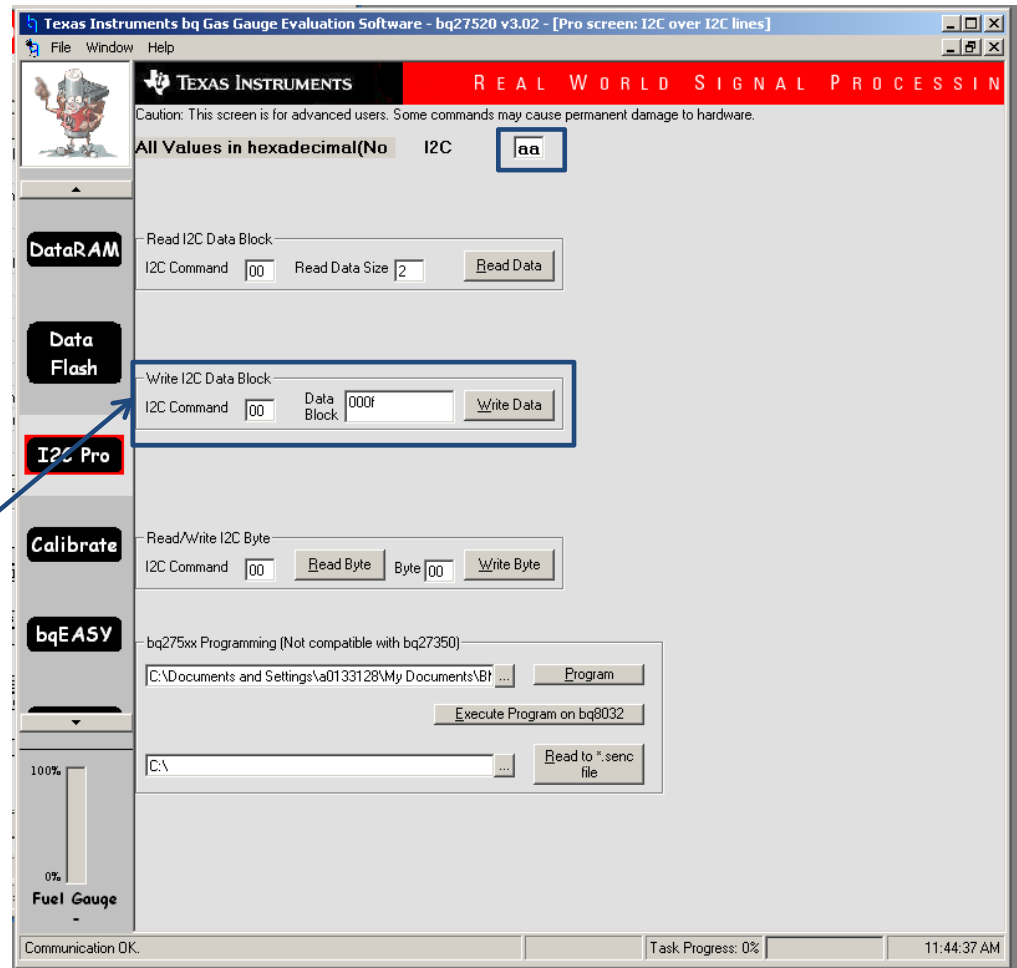 Texas Instruments bq Gas Gauge Evaluation Software - bq27520 v3.02 - [Pro screen: I2C over I2C lines]
File Window Help
TEXAS INSTRUMENTS REAL WORLD SIGNAL PROCESSIN
Caution: This screen is for advanced users. Some commands may cause permanent damage to hardware.
All Values in hexadecimal(No I2C aa
DataRAM
Read I2C Data Block
I2C Command 00 Read Data Size 2 Read Data
Data
Flash
Write I2C Data Block
I2C Command 00 Data Block 000f Write Data
I2C Pro
Calibrate
Read/Write I2C Byte
I2C Command 00 Read Byte Byte 00 Write Byte
bqEASY
bq275xx Programming (Not compatible with bq27350)
C:\Documents and Settings\a0133128\My Documents\Bh ... Program
Execute Program on bq8032
C:\ ... Read to *.senc file
100%
0%
Fuel Gauge
-
Communication OK. Task Progress: 0% 11:44:37 AM